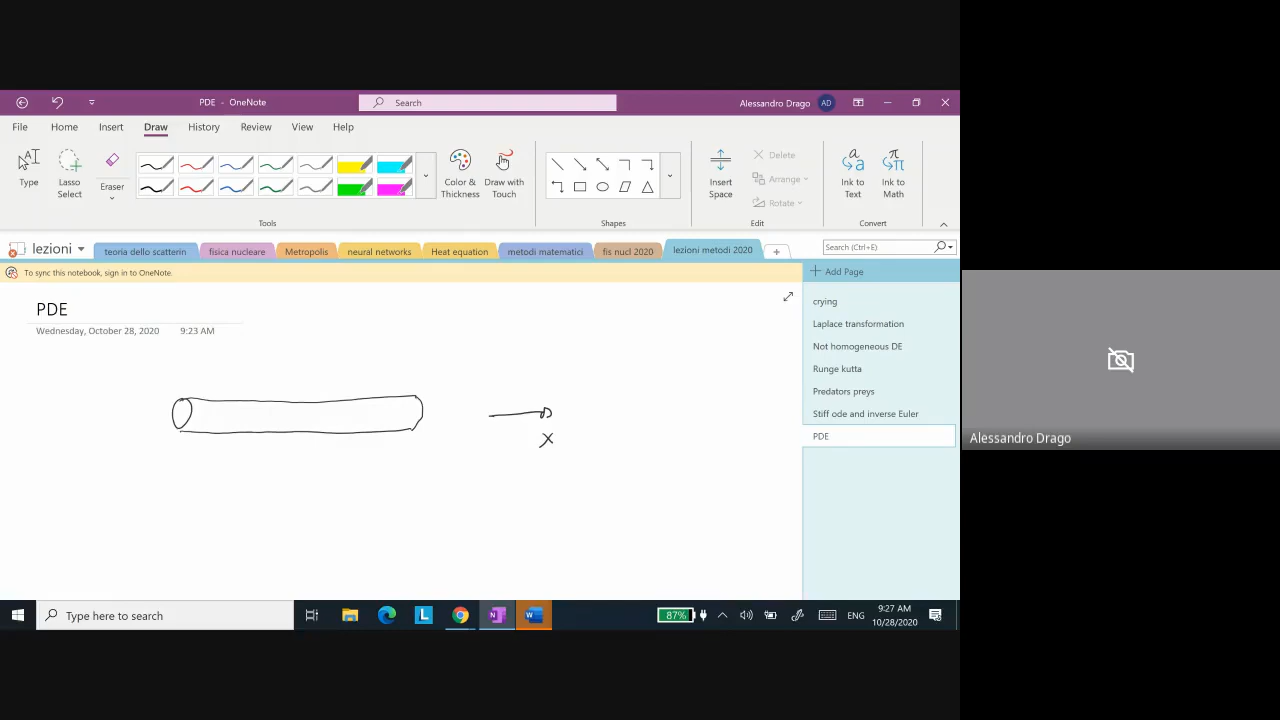 PDE - OneNote
Search
Alessandro Drago
AD
File
Home
Insert
Draw
History
Review
View
Help
Type
Lasso Select
Eraser
Color & Thickness
Draw with Touch
Insert Space
Delete
Arrange
Rotate
Ink to Text
Ink to Math
Tools
Shapes
Edit
Convert
lezioni
teoria dello scatterin
fisica nucleare
Metropolis
neural networks
Heat equation
metodi matematici
fis nucl 2020
lezioni metodi 2020
Search (Ctrl+E)
To sync this notebook, sign in to OneNote.
Add Page
PDE
Wednesday, October 28, 2020 9:23 AM
crying
Laplace transformation
Not homogeneous DE
Runge kutta
Predators preys
Stiff ode and inverse Euler
PDE
x
Alessandro Drago
Type here to search
87%
ENG
9:27 AM
10/28/2020